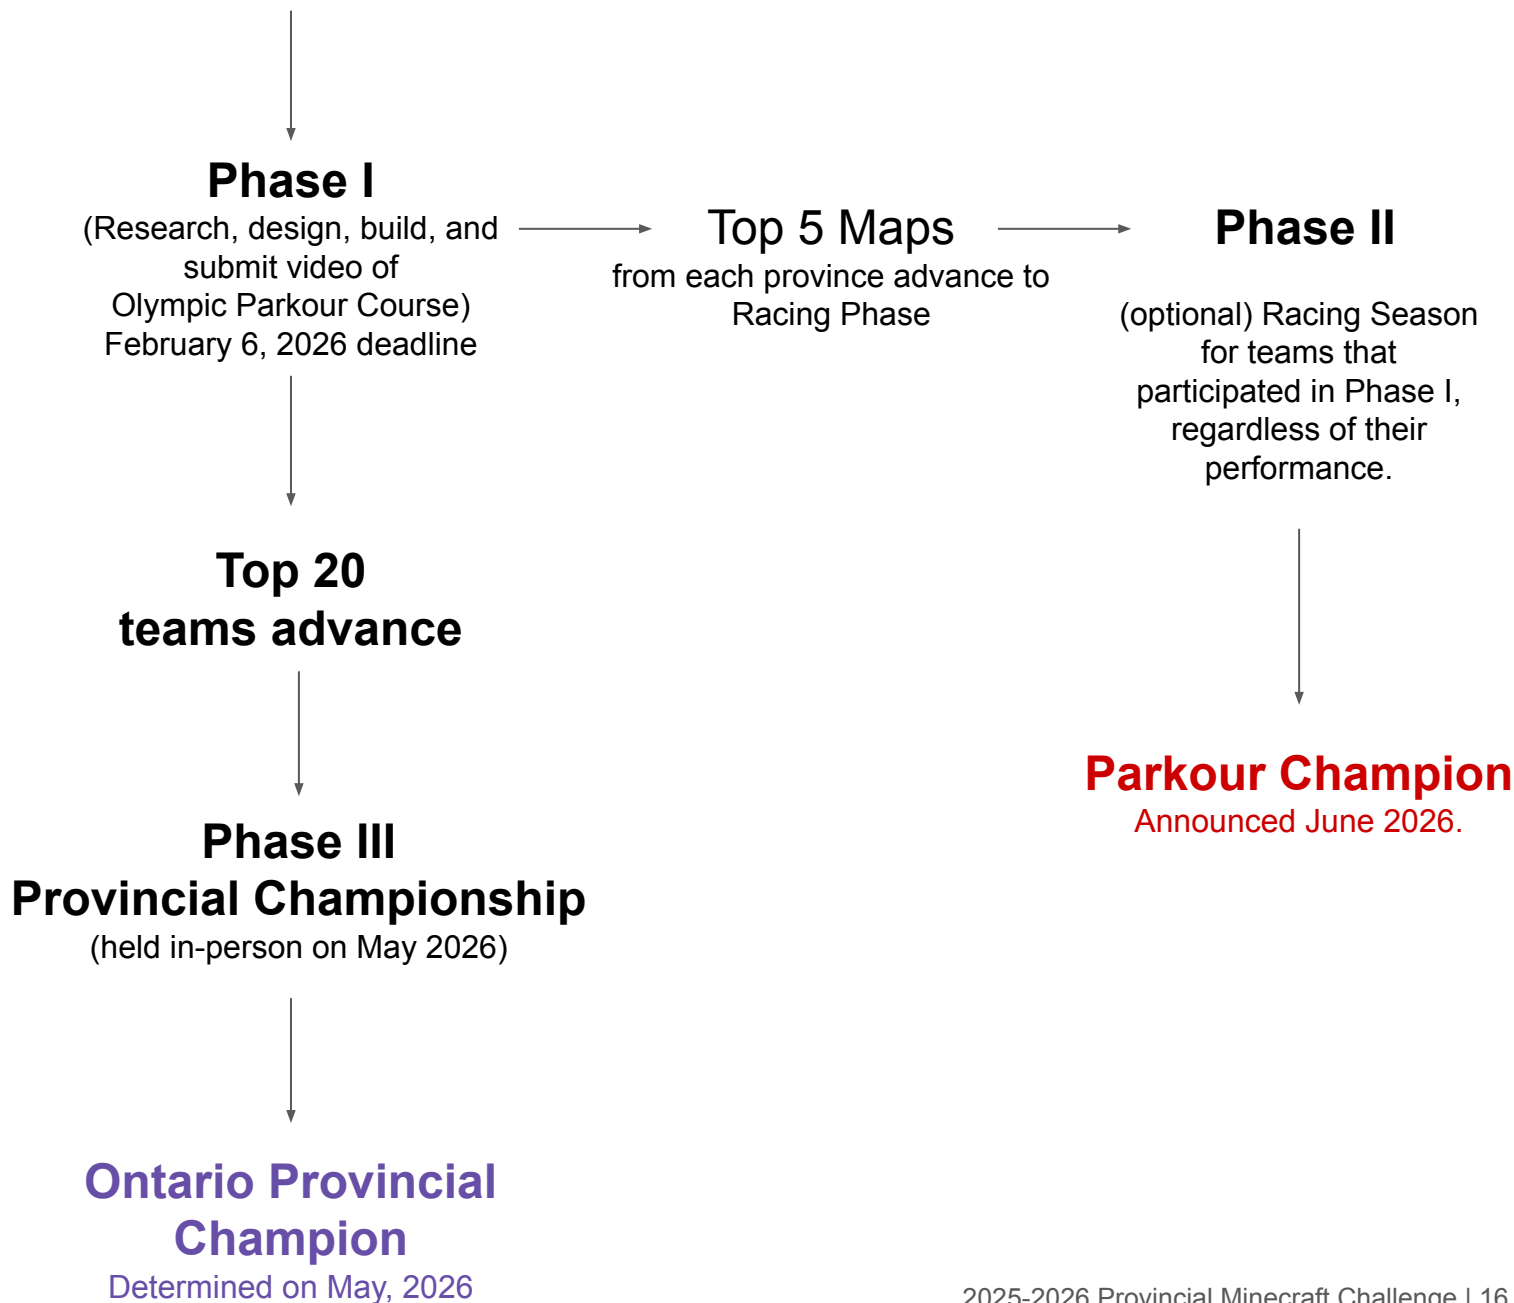 Phase I
(Research, design, build, and
submit video of
Olympic Parkour Course)
February 6, 2026 deadline
Top 5 Maps
from each province advance to
Racing Phase
Phase II
(optional) Racing Season
for teams that
participated in Phase I,
regardless of their
performance.
Top 20
teams advance
Parkour Champion
Announced June 2026.
Phase III
Provincial Championship
(held in-person on May 2026)
Ontario Provincial
Champion
Determined on May, 2026
2025-2026 Provincial Minecraft Challenge | 16